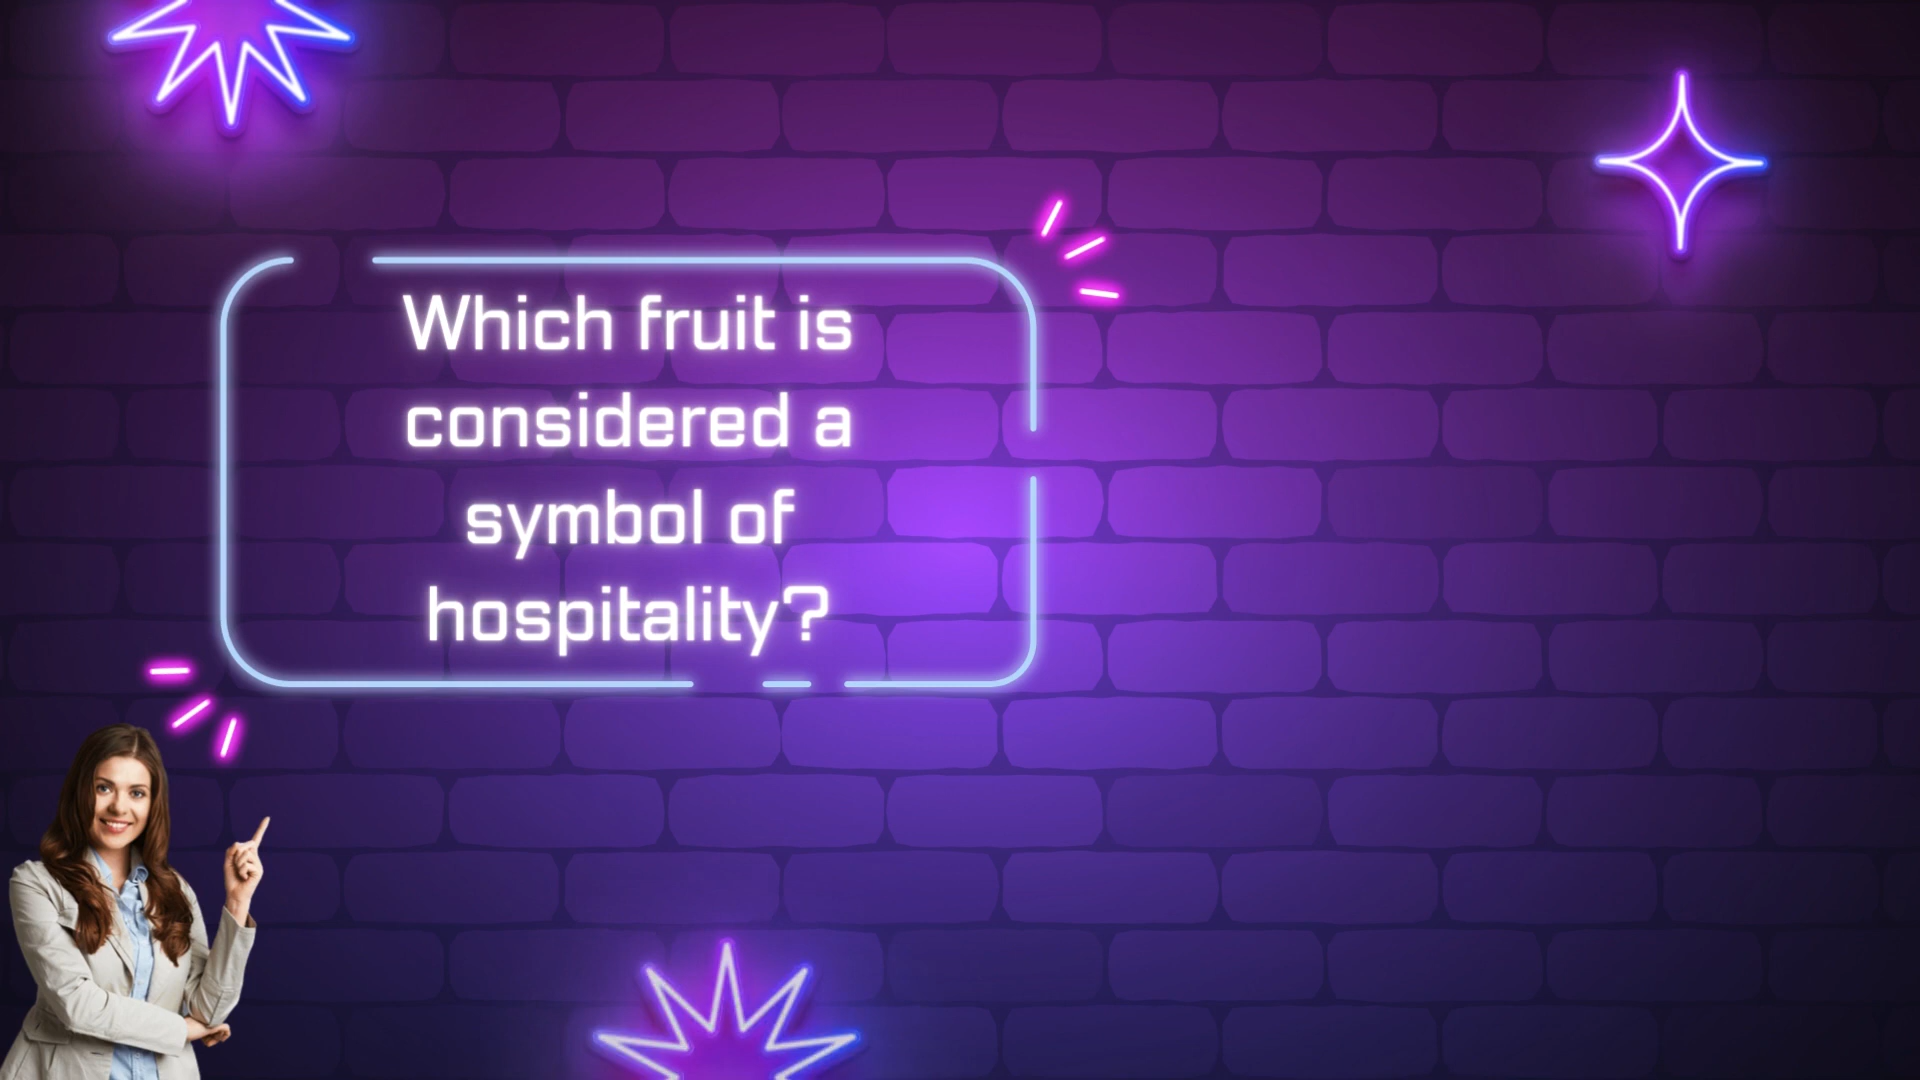 Which fruit is
considered a
symbol of
hospitality?